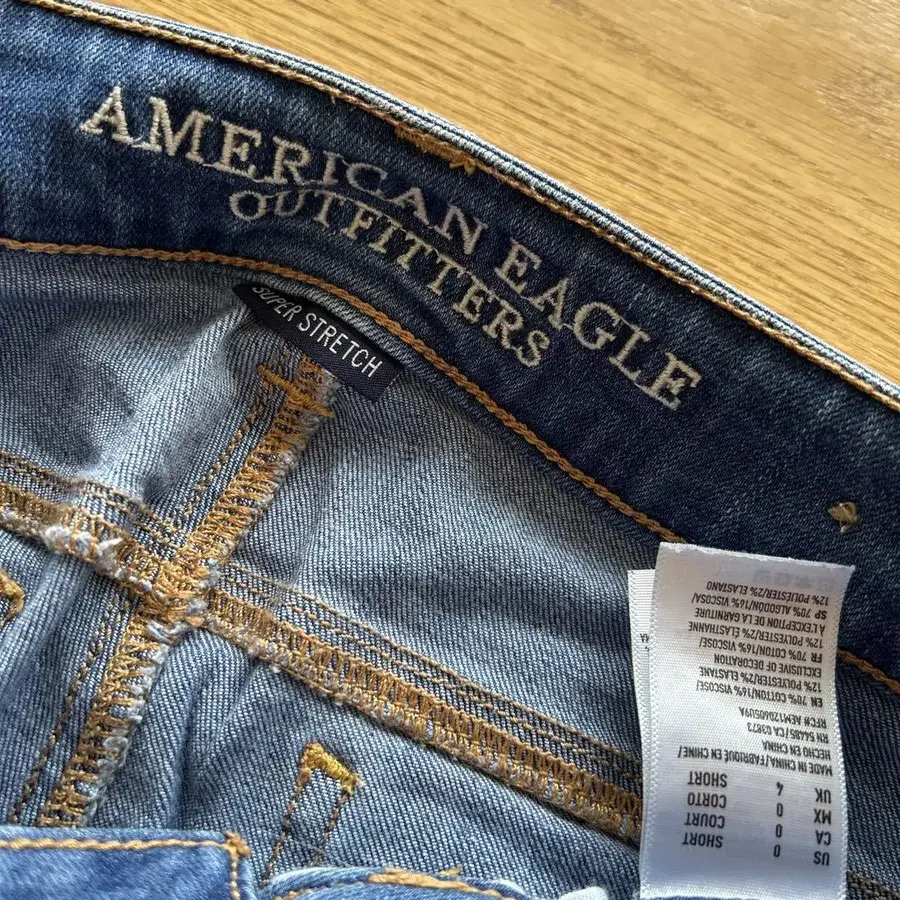 AMERICAN EAGLE
OUTFITTERS
SUPER STRETCH
US 0 SHORT
CA 0 COURT
MX 0 CORTO
UK 4 SHORT
MADE IN CHINA/FABRIQUÉ EN CHINE/
HECHO EN CHINA
RN 54485/CA 03873
RFC# AEM120605U9A
EN 70% COTTON/16% VISCOSE/
12% POLYESTER/2% ELASTANE
EXCLUSIVE OF DECORATION
FR 70% COTON/16% VISCOSE/
12% POLYESTER/2% ÉLASTHANNE
À L'EXCEPTION DE LA GARNITURE
SP 70% ALGODÓN/16% VISCOSA/
12% POLIESTER/2% ELASTANO